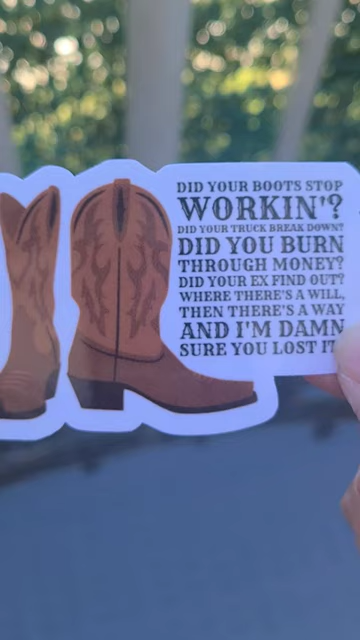 DID YOUR BOOTS STOP
WORKIN'?
DID YOUR TRUCK BREAK DOWN?
DID YOU BURN
THROUGH MONEY?
DID YOUR EX FIND OUT?
WHERE THERE'S A WILL,
THEN THERE'S A WAY
AND I'M DAMN
SURE YOU LOST IT